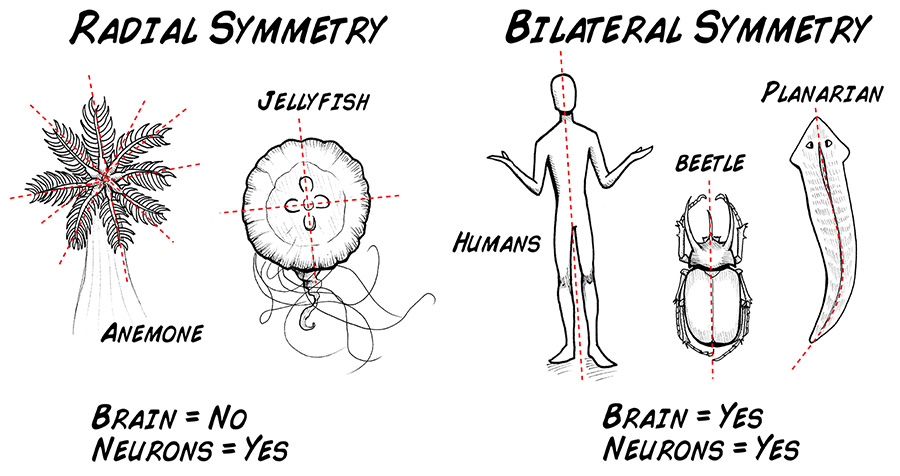 RADIAL SYMMETRY
JELLYFISH
ANEMONE
BRAIN = NO
NEURONS = YES
BILATERAL SYMMETRY
PLANARIAN
BEETLE
HUMANS
BRAIN = YES
NEURONS = YES